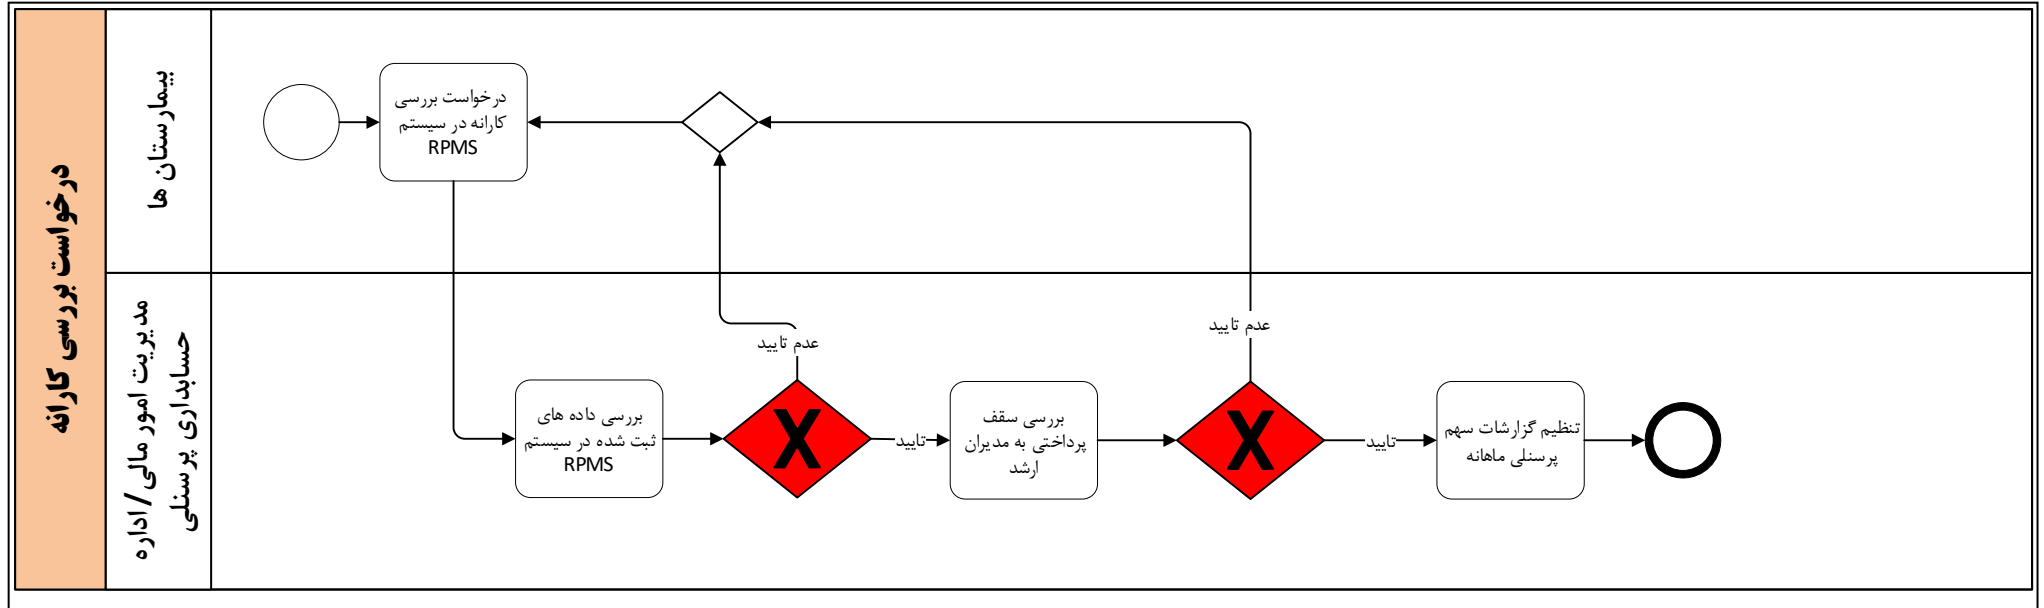 درخواست بررسی کارانه
بیمارستان ها
درخواست بررسی
کارانه در سیستم
RPMS
مدیریت امور مالی/اداره
حسابداری پرسنلی
بررسی داده های
ثبت شده در سیستم
RPMS
عدم تایید
تایید
بررسی سقف
پرداختی به مدیران
ارشد
عدم تایید
تایید
تنظیم گزارشات سهم
پرسنلی ماهانه